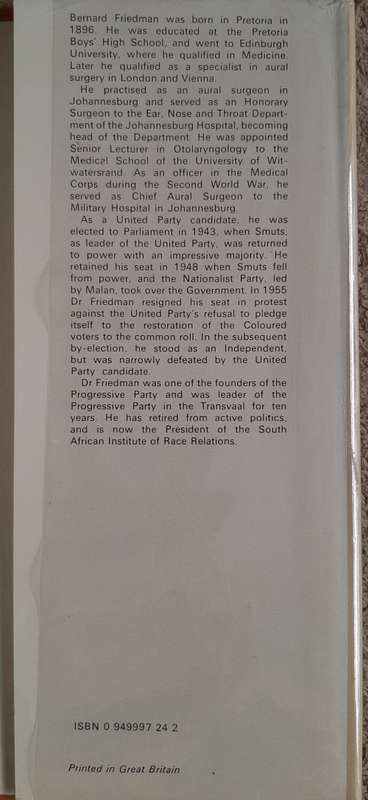 Bernard Friedman was born in Pretoria in
1896. He was educated at the Pretoria
Boys' High School, and went to Edinburgh
University, where he qualified in Medicine.
Later he qualified as a specialist in aural
surgery in London and Vienna.
He practised as an aural surgeon in
Johannesburg and served as an Honorary
Surgeon to the Ear, Nose and Throat Depart-
ment of the Johannesburg Hospital, becoming
head of the Department. He was appointed
Senior Lecturer in Otolaryngology to the
Medical School of the University of Wit-
watersrand. As an officer in the Medical
Corps during the Second World War, he
served as Chief Aural Surgeon to the
Military Hospital in Johannesburg.
As a United Party candidate, he was
elected to Parliament in 1943, when Smuts,
as leader of the United Party, was returned
to power with an impressive majority. He
retained his seat in 1948 when Smuts fell
from power, and the Nationalist Party, led
by Malan, took over the Government. In 1955
Dr Friedman resigned his seat in protest
against the United Party's refusal to pledge
itself to the restoration of the Coloured
voters to the common roll. In the subsequent
by-election, he stood as an Independent,
but was narrowly defeated by the United
Party candidate.
Dr Friedman was one of the founders of the
Progressive Party and was leader of the
Progressive Party in the Transvaal for ten
years. He has retired from active politics,
and is now the President of the South
African Institute of Race Relations.
ISBN 0 949997 24 2
Printed in Great Britain